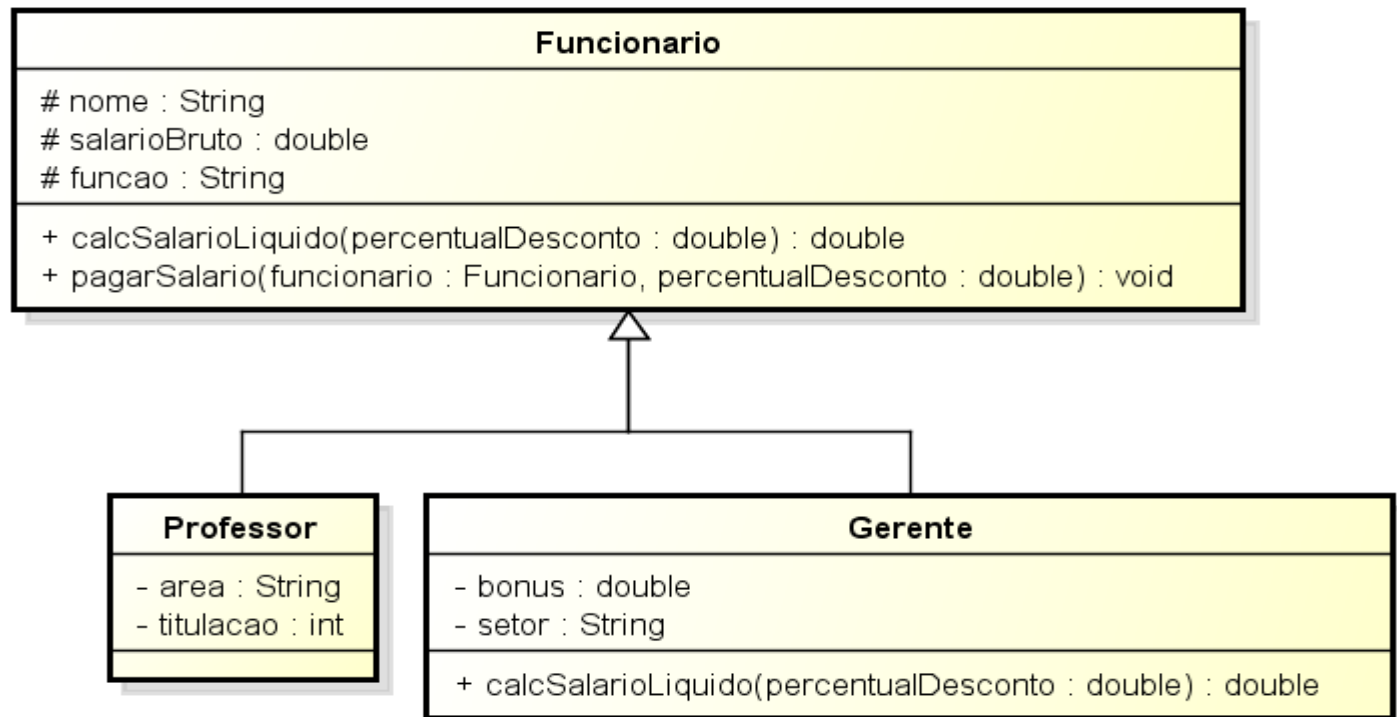 Funcionario
# nome : String
# salarioBruto : double
# funcao : String
+ calcSalarioLiquido(percentualDesconto : double) : double
+ pagarSalario(funcionario : Funcionario, percentualDesconto : double) : void
Professor
- area : String
- titulacao : int
Gerente
- bonus : double
- setor : String
+ calcSalarioLiquido(percentualDesconto : double) : double